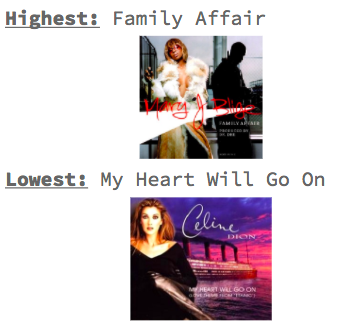 Highest: Family Affair
Mary J Blige
FAMILY AFFAIR
PRODUCED BY
DR. DRE
Lowest: My Heart Will Go On
Celine
DION
MY HEART WILL GO ON
(LOVE THEME FROM "TITANIC")